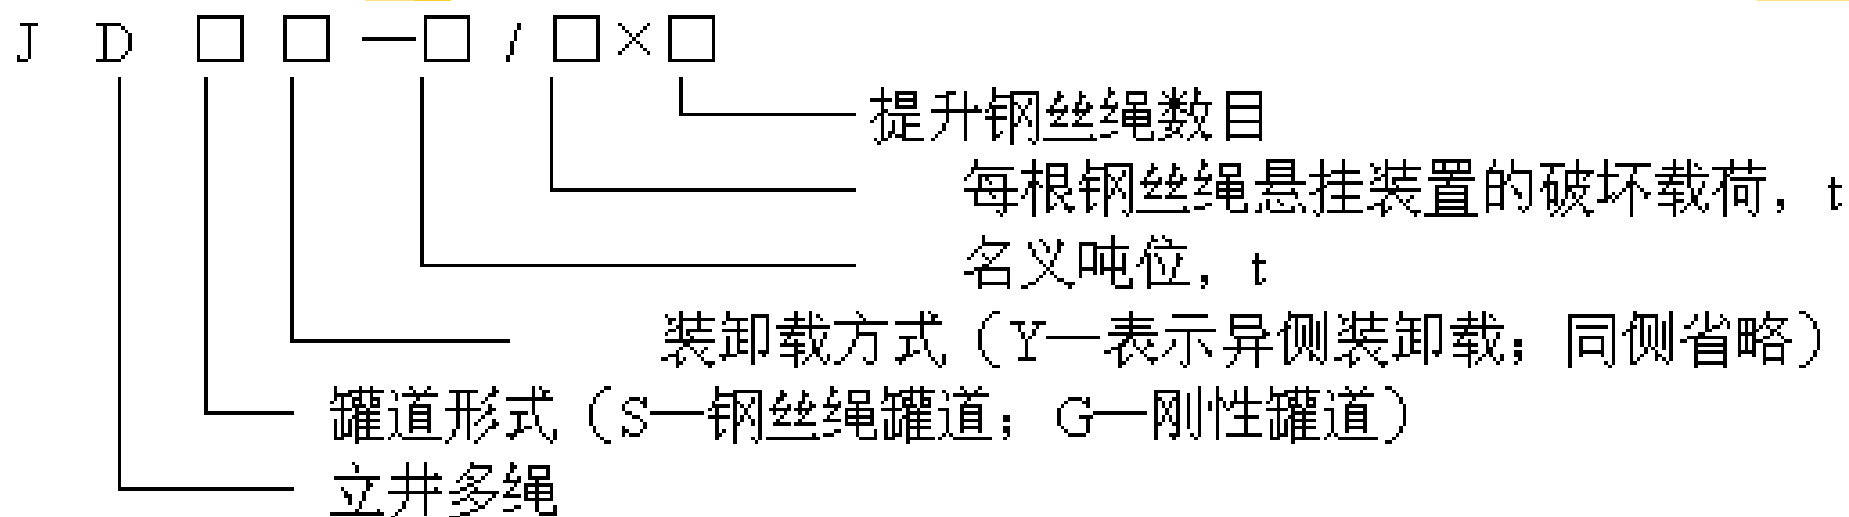 J D □ □ —□ / □×□
提升钢丝绳数目
每根钢丝绳悬挂装置的破坏载荷，t
名义吨位，t
装卸载方式（Y—表示异侧装卸载；同侧省略）
罐道形式（S—钢丝绳罐道；G—刚性罐道）
立井多绳